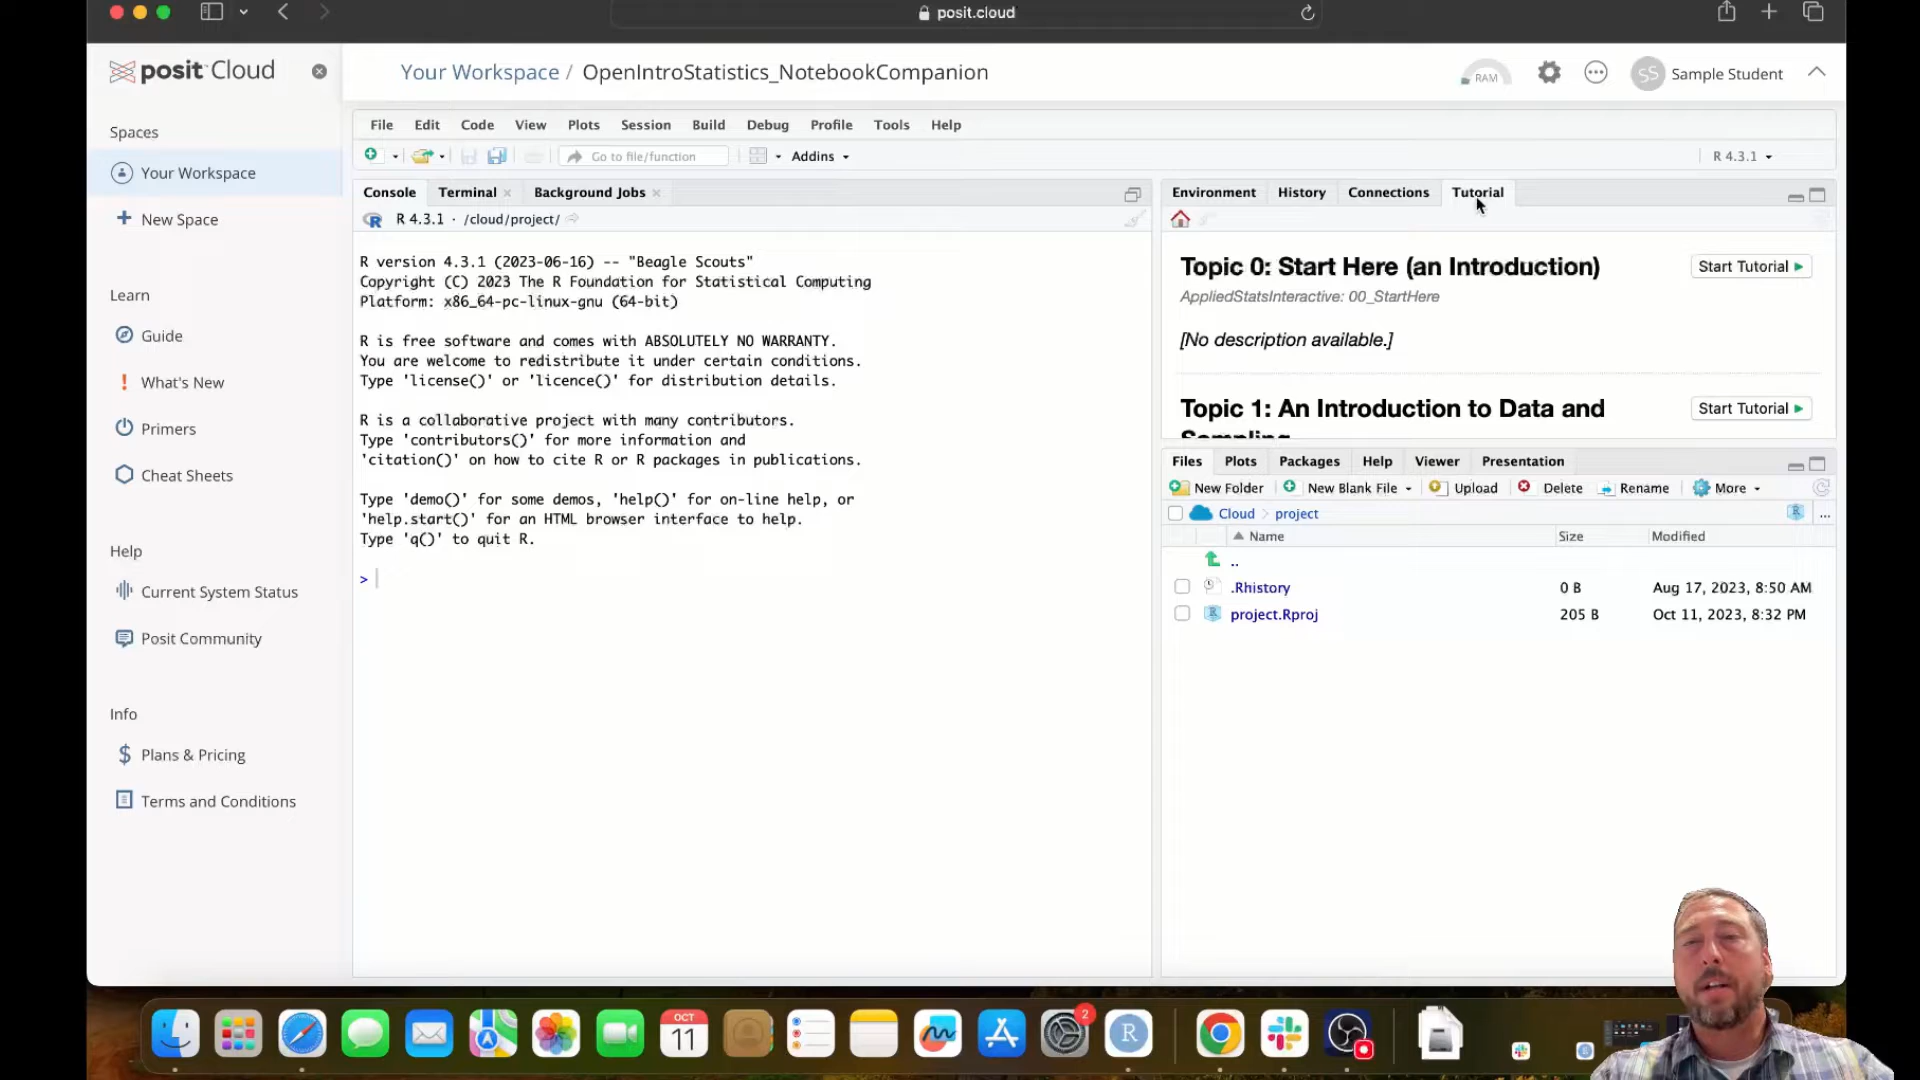 posit.cloud
posit Cloud
Your Workspace / OpenIntroStatistics_NotebookCompanion
RAM
SS
Sample Student
Spaces
Your Workspace
New Space
Learn
Guide
What's New
Primers
Cheat Sheets
Help
Current System Status
Posit Community
Info
Plans & Pricing
Terms and Conditions
File Edit Code View Plots Session Build Debug Profile Tools Help
Go to file/function
Addins
R 4.3.1
Console Terminal Background Jobs
R 4.3.1 · /cloud/project/
R version 4.3.1 (2023-06-16) -- "Beagle Scouts"
Copyright (C) 2023 The R Foundation for Statistical Computing
Platform: x86_64-pc-linux-gnu (64-bit)
R is free software and comes with ABSOLUTELY NO WARRANTY.
You are welcome to redistribute it under certain conditions.
Type 'license()' or 'licence()' for distribution details.
R is a collaborative project with many contributors.
Type 'contributors()' for more information and
'citation()' on how to cite R or R packages in publications.
Type 'demo()' for some demos, 'help()' for on-line help, or
'help.start()' for an HTML browser interface to help.
Type 'q()' to quit R.
>
Environment History Connections Tutorial
Topic 0: Start Here (an Introduction)
Start Tutorial
AppliedStatsInteractive: 00_StartHere
[No description available.]
Topic 1: An Introduction to Data and
Sampling
Start Tutorial
Files Plots Packages Help Viewer Presentation
New Folder New Blank File Upload Delete Rename More
Cloud > project
...
Name Size Modified
..
.Rhistory 0 B Aug 17, 2023, 8:50 AM
project.Rproj 205 B Oct 11, 2023, 8:32 PM
OCT
11
2
R